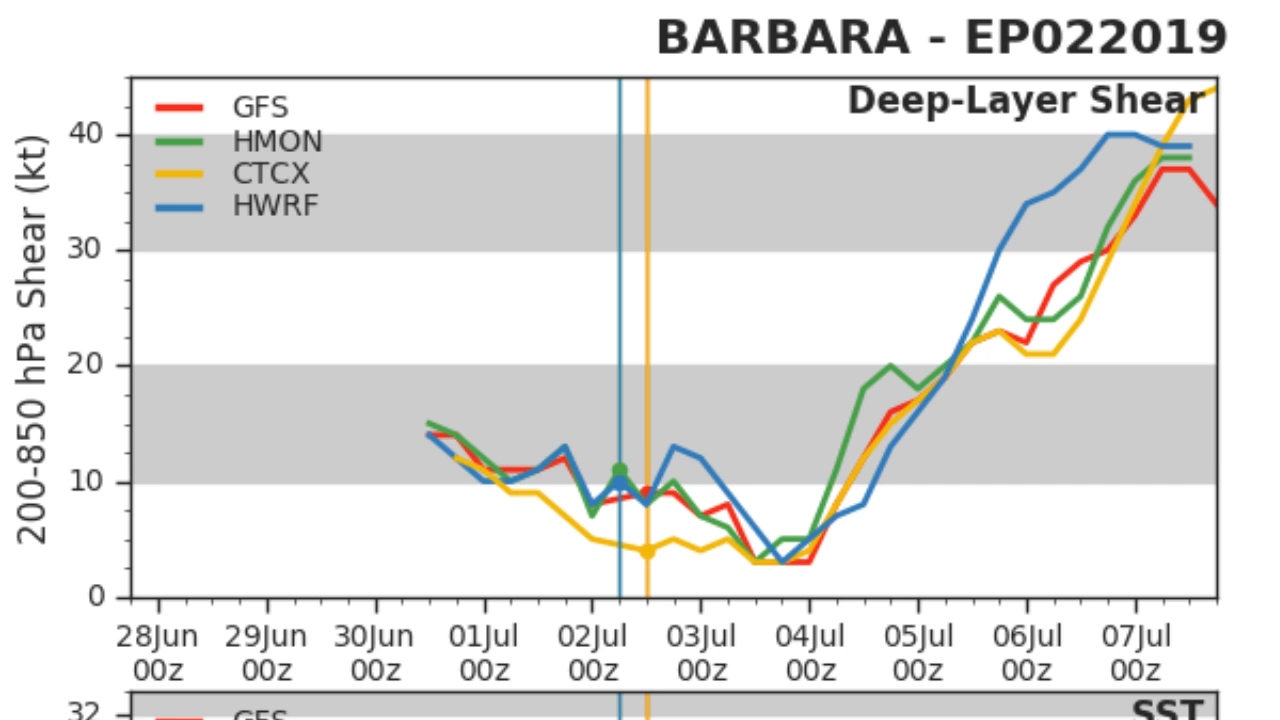 BARBARA - EP022019
Deep-Layer Shear
GFS
HMON
CTCX
HWRF
200-850 hPa Shear (kt)
40
30
20
10
0
28Jun 29Jun 30Jun 01Jul 02Jul 03Jul 04Jul 05Jul 06Jul 07Jul
00z 00z 00z 00z 00z 00z 00z 00z 00z 00z
32
GFS
SST